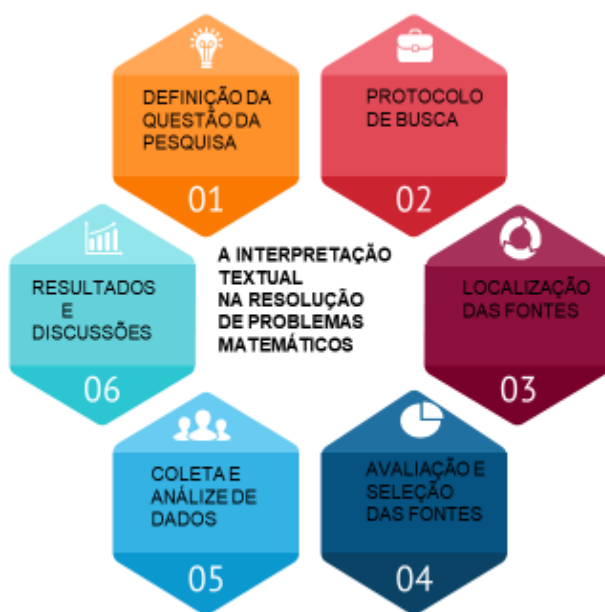 DEFINIÇÃO DA
QUESTÃO DA
PESQUISA
01
PROTOCOLO
DE BUSCA
02
LOCALIZAÇÃO
DAS FONTES
03
AVALIAÇÃO E
SELEÇÃO
DAS FONTES
04
COLETA E
ANÁLIZE DE
DADOS
05
RESULTADOS
E
DISCUSSÕES
06
A INTERPRETAÇÃO
TEXTUAL
NA RESOLUÇÃO
DE PROBLEMAS
MATEMÁTICOS